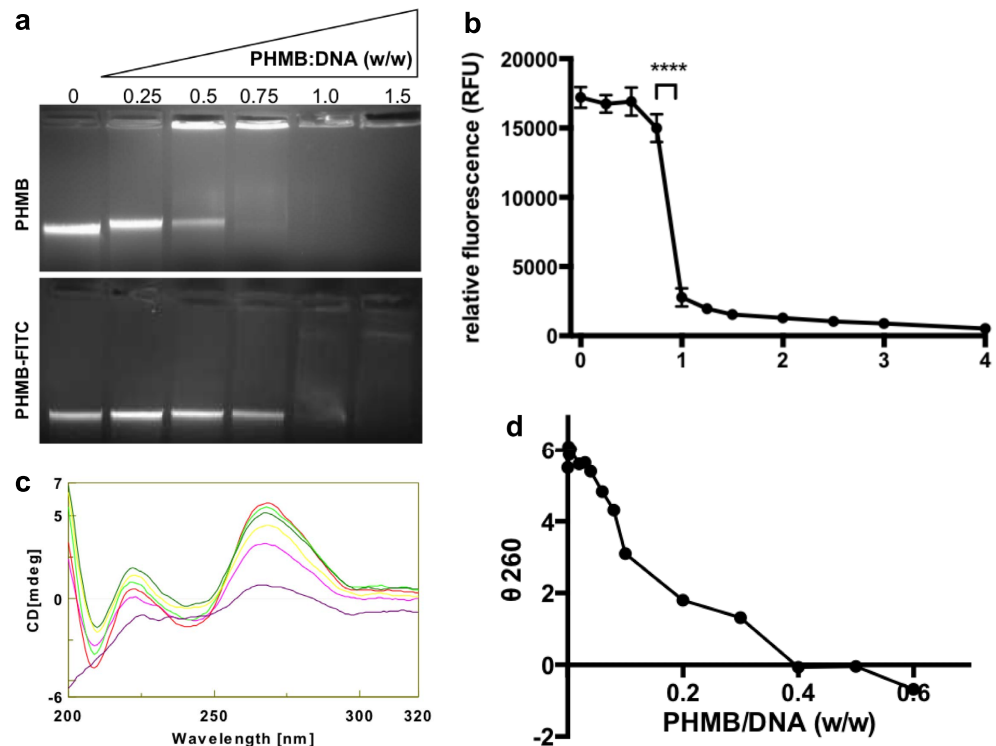 a
PHMB:DNA (w/w)
0 0.25 0.5 0.75 1.0 1.5
PHMB
PHMB-FITC
b
relative fluorescence (RFU)
20000
15000
10000
5000
0
****
0 1 2 3 4
c
CD[mdeg]
7
5
0
-6
200 250 300 320
Wavelength [nm]
d
θ 260
6
4
2
0
-2
0.2 0.4 0.6
PHMB/DNA (w/w)